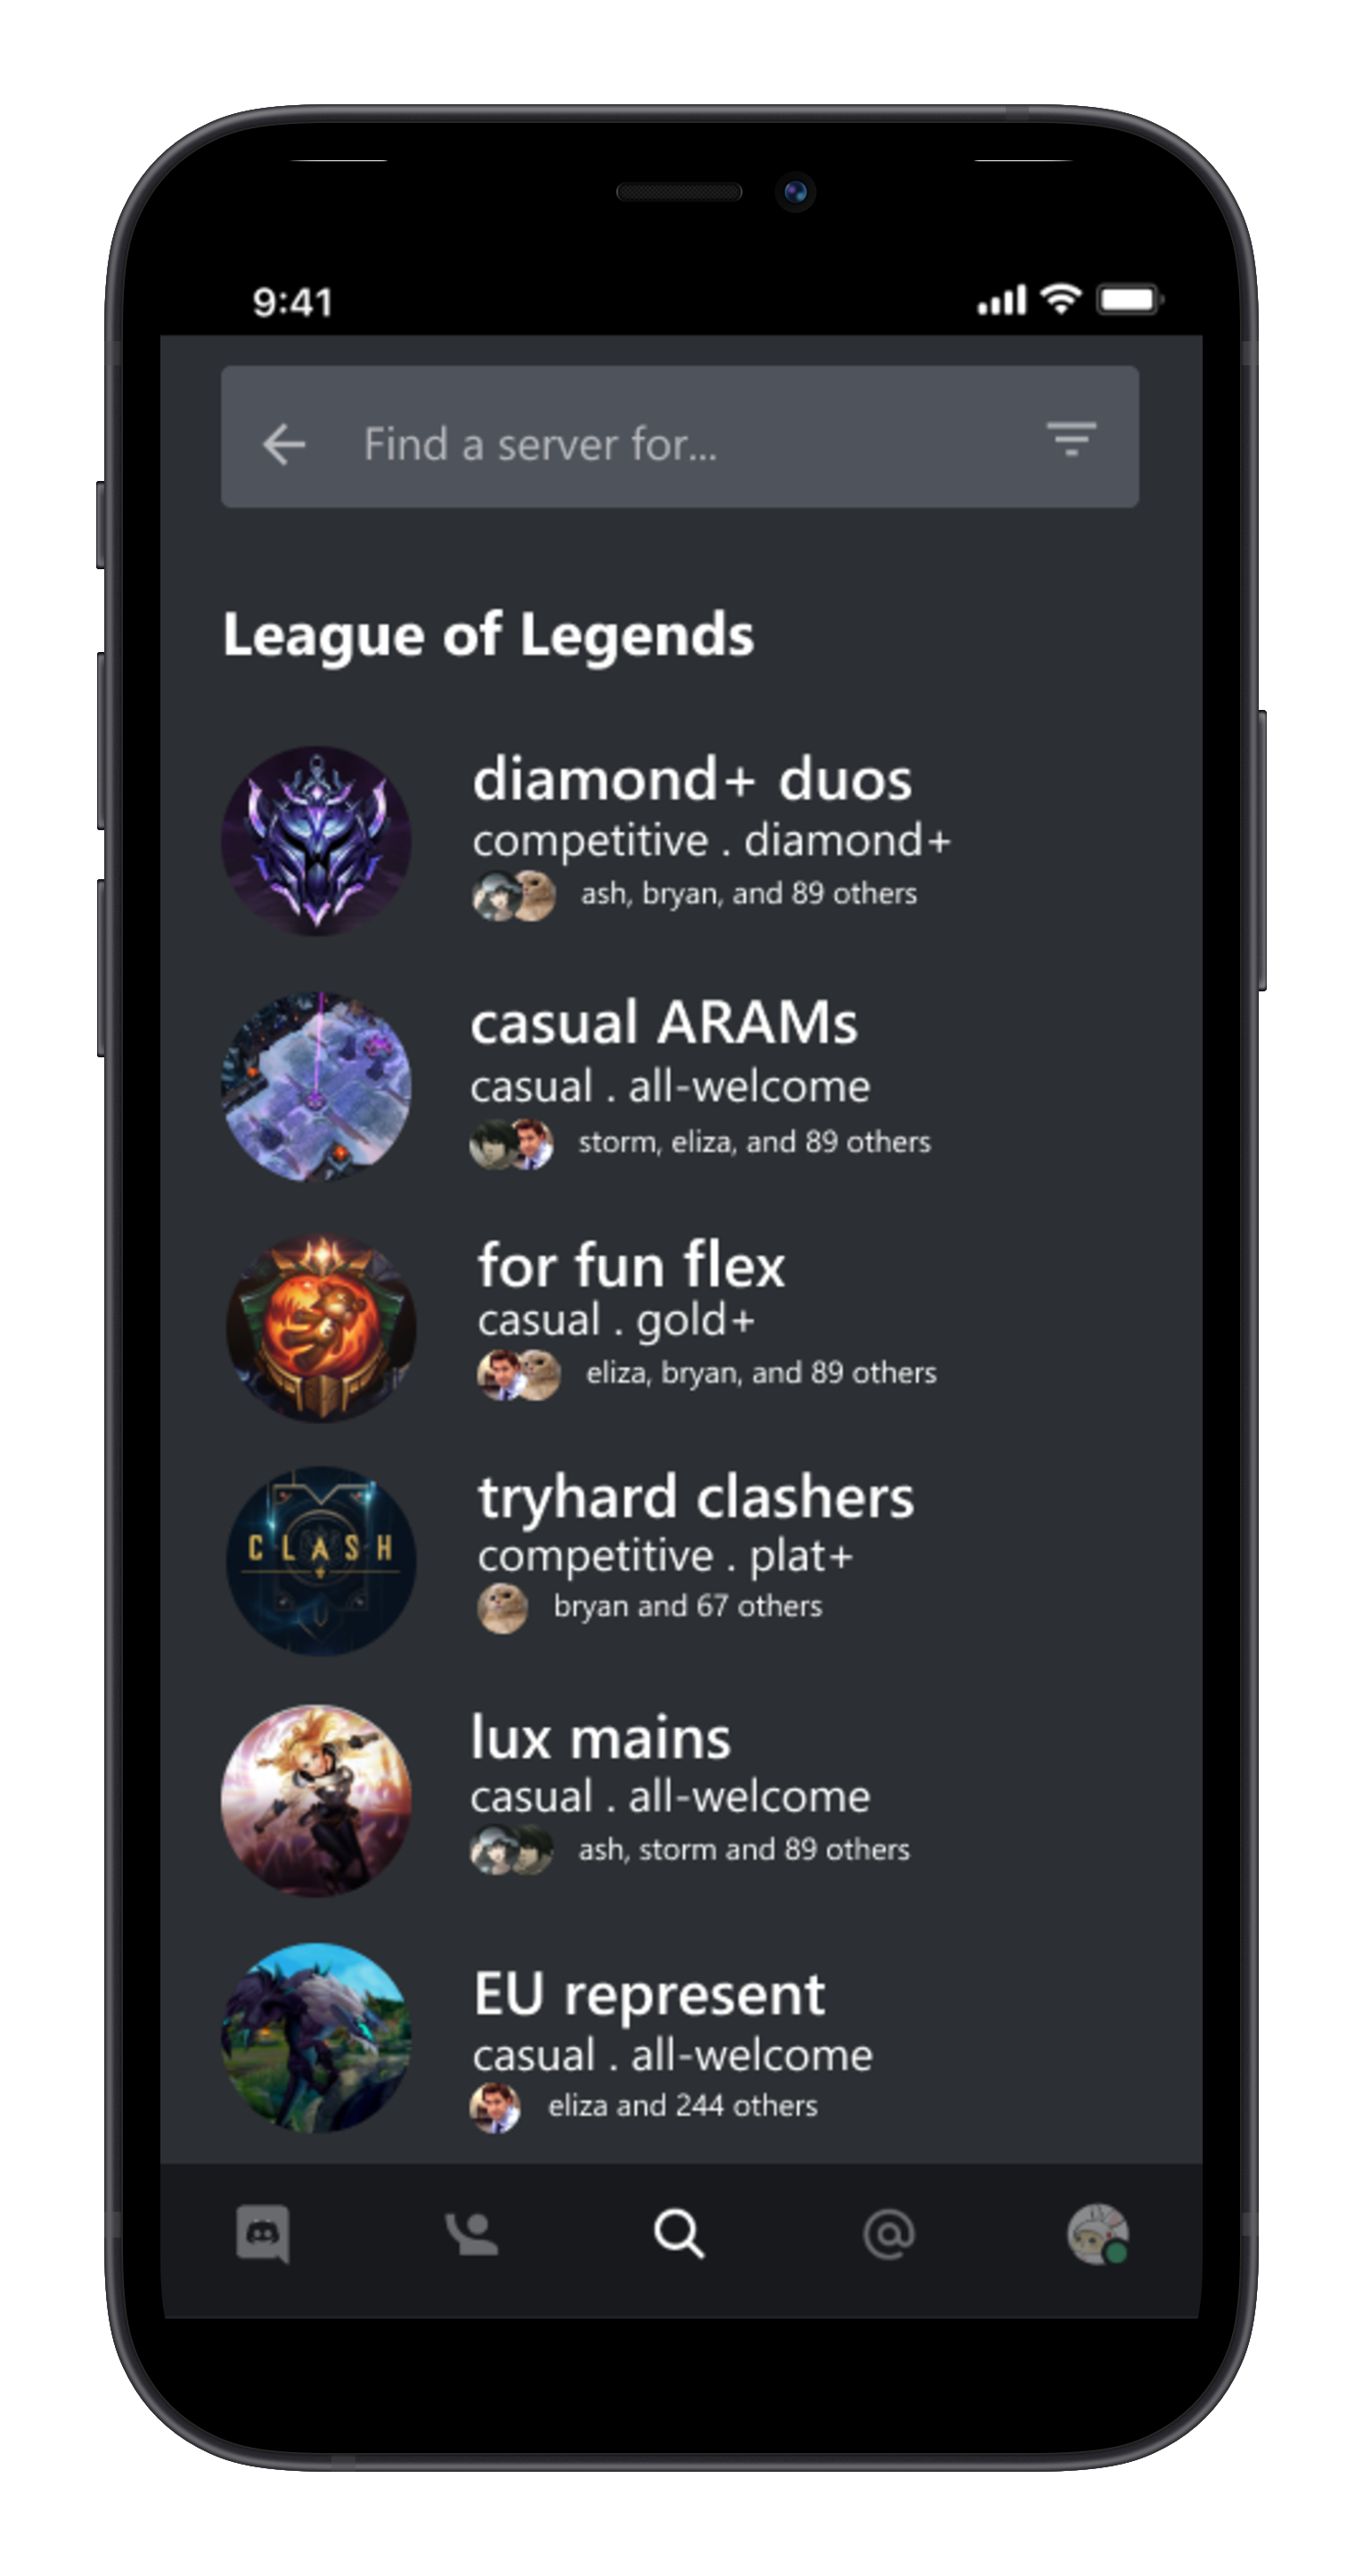 9:41
Find a server for...
League of Legends
diamond+ duos
competitive . diamond+
ash, bryan, and 89 others
casual ARAMs
casual . all-welcome
storm, eliza, and 89 others
for fun flex
casual . gold+
eliza, bryan, and 89 others
CLASH
tryhard clashers
competitive . plat+
bryan and 67 others
lux mains
casual . all-welcome
ash, storm and 89 others
EU represent
casual . all-welcome
eliza and 244 others